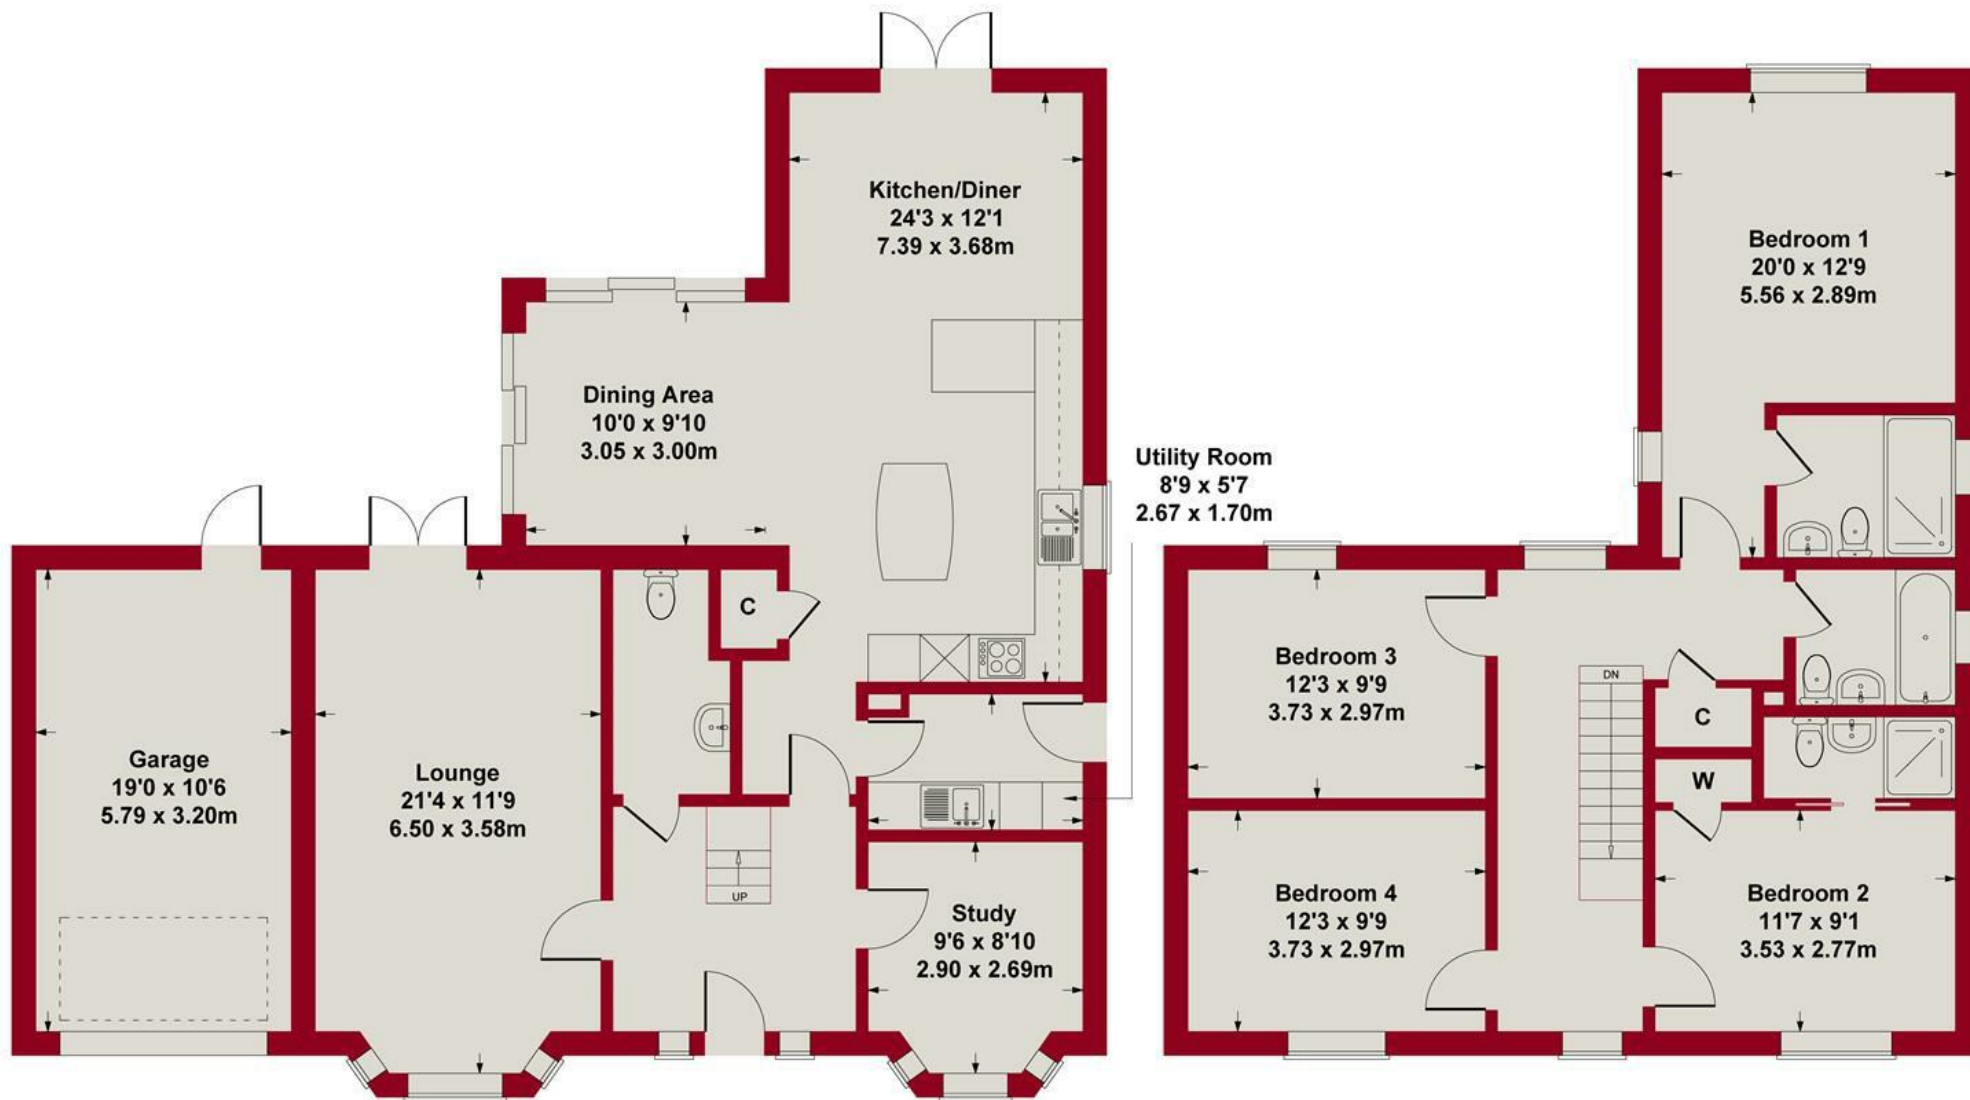 Kitchen/Diner
24'3 x 12'1
7.39 x 3.68m
Dining Area
10'0 x 9'10
3.05 x 3.00m
Utility Room
8'9 x 5'7
2.67 x 1.70m
C
Garage
19'0 x 10'6
5.79 x 3.20m
Lounge
21'4 x 11'9
6.50 x 3.58m
UP
Study
9'6 x 8'10
2.90 x 2.69m
Bedroom 1
20'0 x 12'9
5.56 x 2.89m
Bedroom 3
12'3 x 9'9
3.73 x 2.97m
DN
C
W
Bedroom 4
12'3 x 9'9
3.73 x 2.97m
Bedroom 2
11'7 x 9'1
3.53 x 2.77m